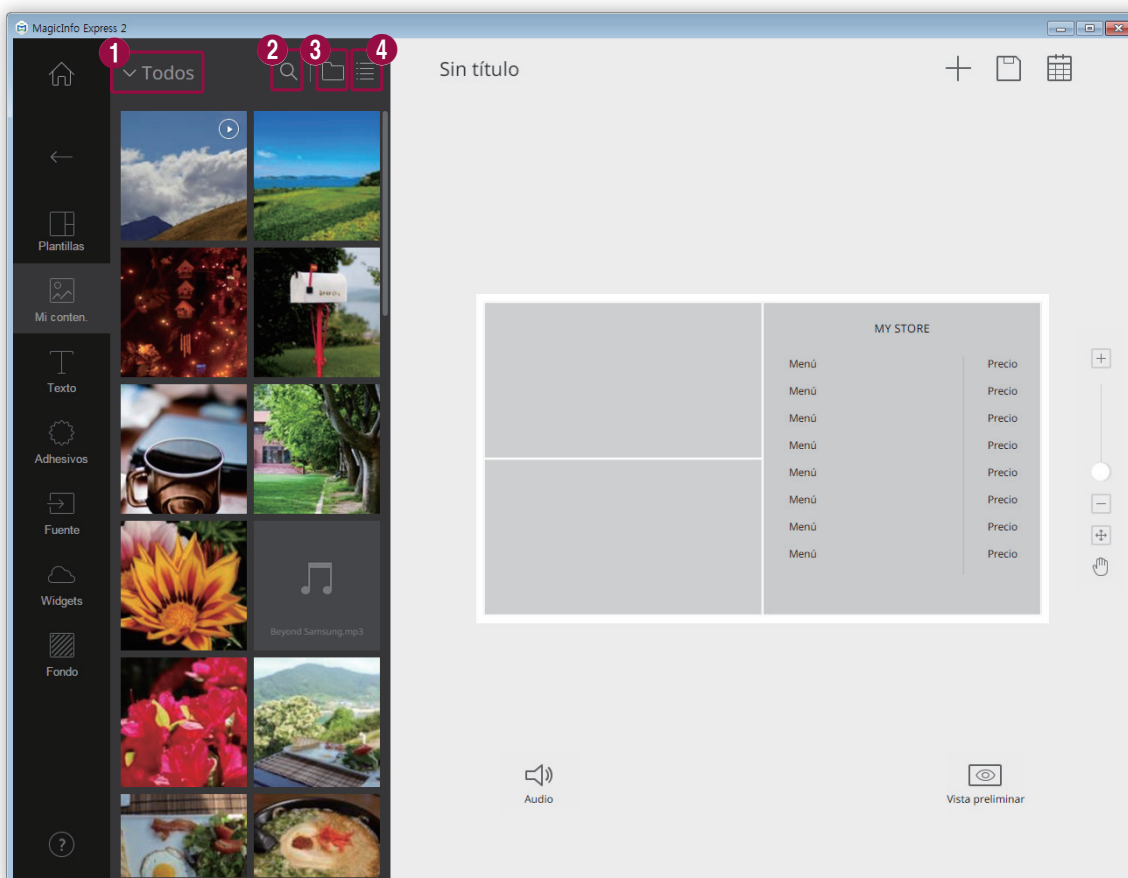 MagicInfo Express 2
1
2
3
4
Todos
Sin título
Plantillas
Mi conten.
Texto
Adhesivos
Fuente
Widgets
Fondo
?
Beyond Samsung.mp3
MY STORE
Menú Precio
Menú Precio
Menú Precio
Menú Precio
Menú Precio
Menú Precio
Menú Precio
Menú Precio
Audio
Vista preliminar